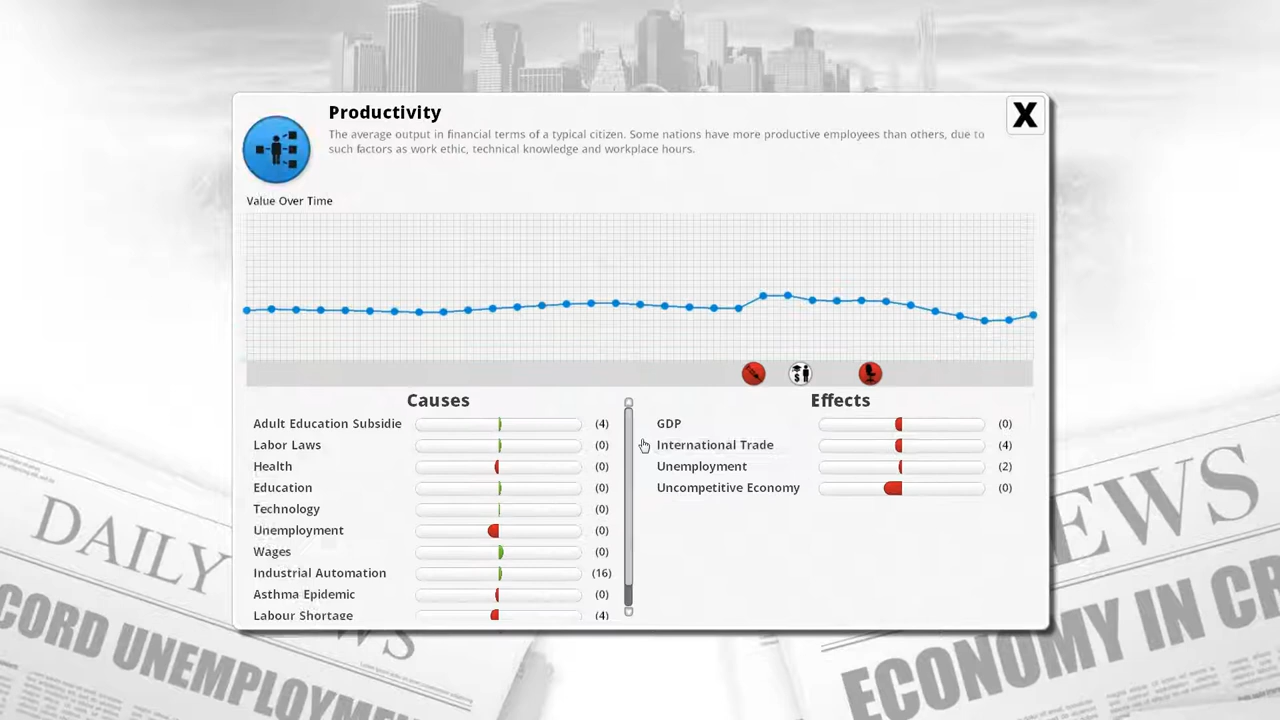 Productivity
The average output in financial terms of a typical citizen. Some nations have more productive employees than others, due to
such factors as work ethic, technical knowledge and workplace hours.
X
Value Over Time
Causes
Adult Education Subsidie (4)
Labor Laws (0)
Health (0)
Education (0)
Technology (0)
Unemployment (0)
Wages (0)
Industrial Automation (16)
Asthma Epidemic (0)
Labour Shortage (4)
Effects
GDP (0)
International Trade (4)
Unemployment (2)
Uncompetitive Economy (0)
DAILY
NEWS
CORD UNEMPLOYM
WS
ECONOMY IN CR